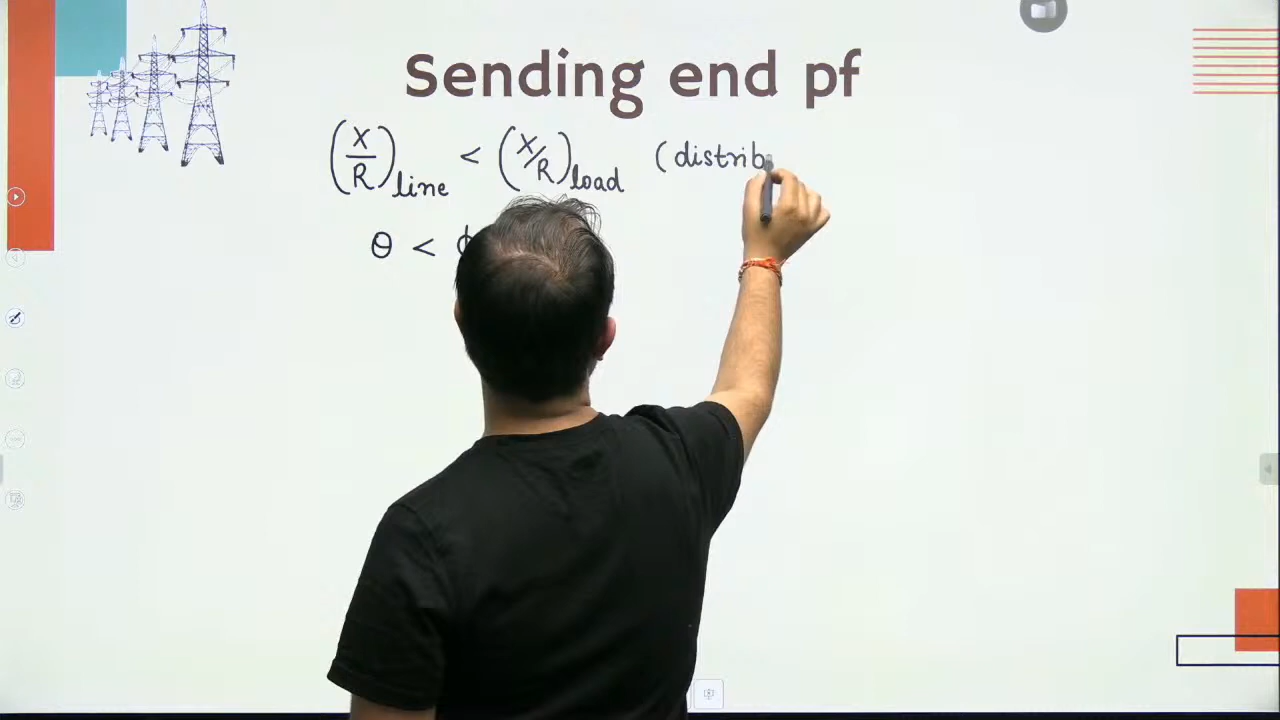 Sending end pf
(X/R)line < (X/R)load (distrib
θ < ϕ